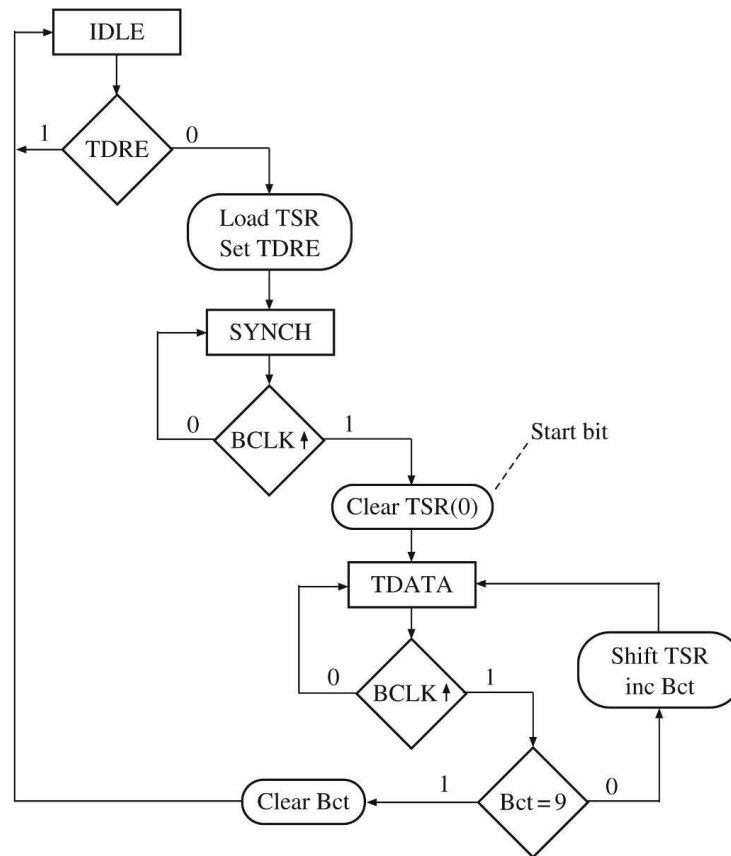 IDLE
1
0
TDRE
Load TSR
Set TDRE
SYNCH
0
1
BCLK
Start bit
Clear TSR(0)
TDATA
0
1
BCLK
Shift TSR
inc Bct
Clear Bct
1
Bct = 9
0